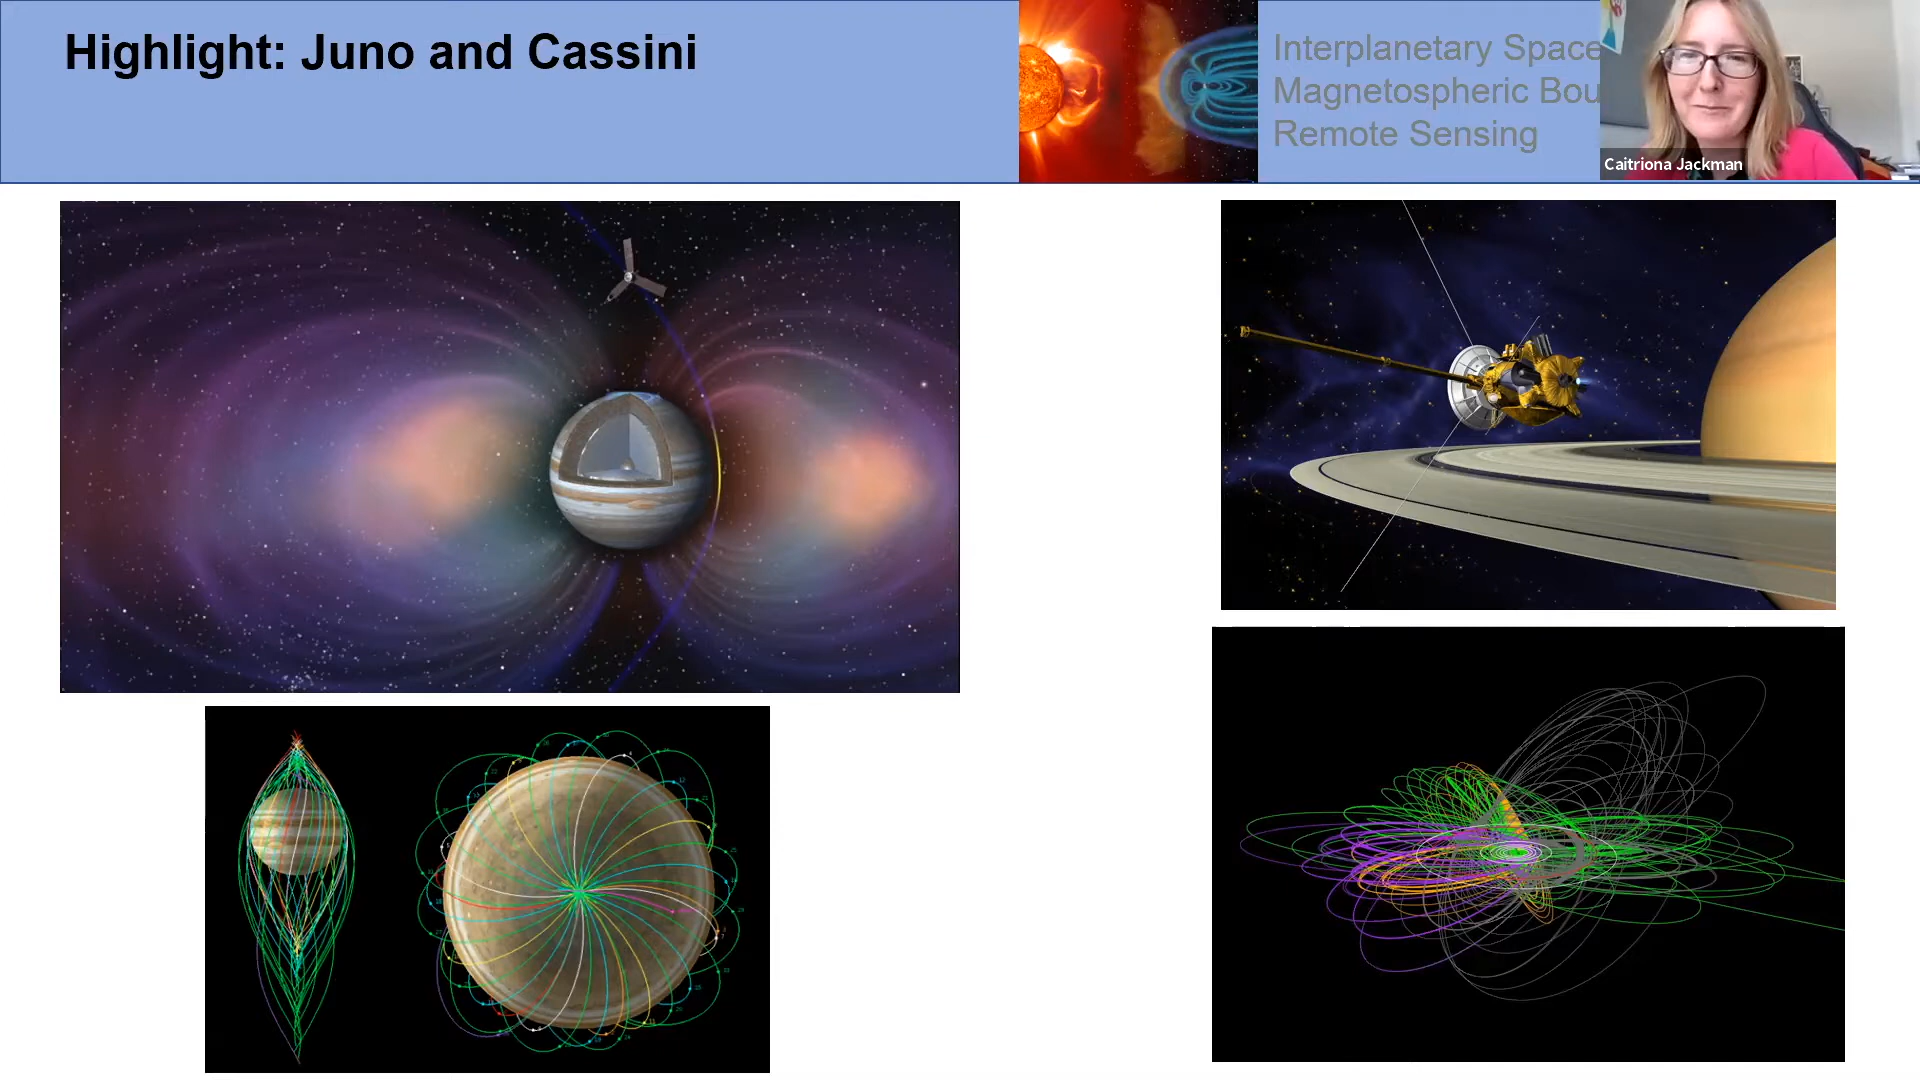 Highlight: Juno and Cassini
Interplanetary Space
Magnetospheric Bou
Remote Sensing
Caitriona Jackman